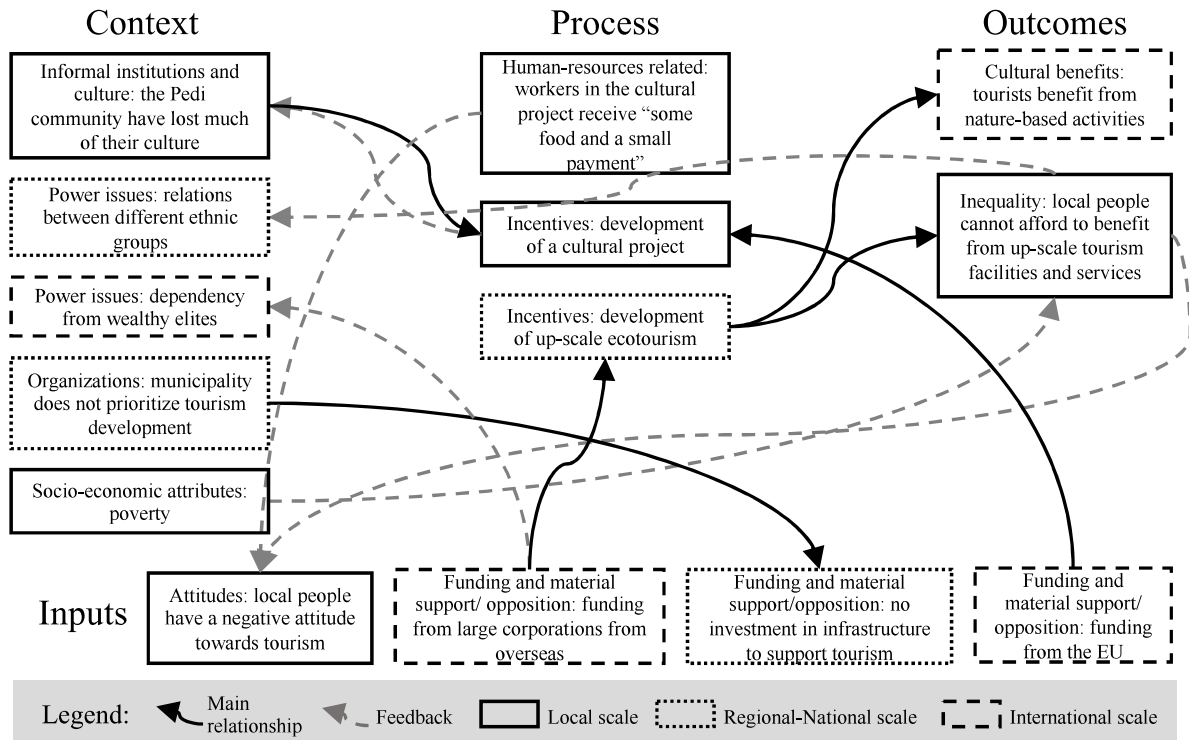 Context
Process
Outcomes
Informal institutions and
culture: the Pedi
community have lost much
of their culture
Human-resources related:
workers in the cultural
project receive “some
food and a small
payment”
Cultural benefits:
tourists benefit from
nature-based activities
Power issues: relations
between different ethnic
groups
Incentives: development
of a cultural project
Inequality: local people
cannot afford to benefit
from up-scale tourism
facilities and services
Power issues: dependency
from wealthy elites
Incentives: development
of up-scale ecotourism
Organizations: municipality
does not prioritize tourism
development
Socio-economic attributes:
poverty
Inputs
Attitudes: local people
have a negative attitude
towards tourism
Funding and material
support/ opposition: funding
from large corporations from
overseas
Funding and material
support/opposition: no
investment in infrastructure
to support tourism
Funding and
material support/
opposition: funding
from the EU
Legend:
Main
relationship
Feedback
Local scale
Regional-National scale
International scale